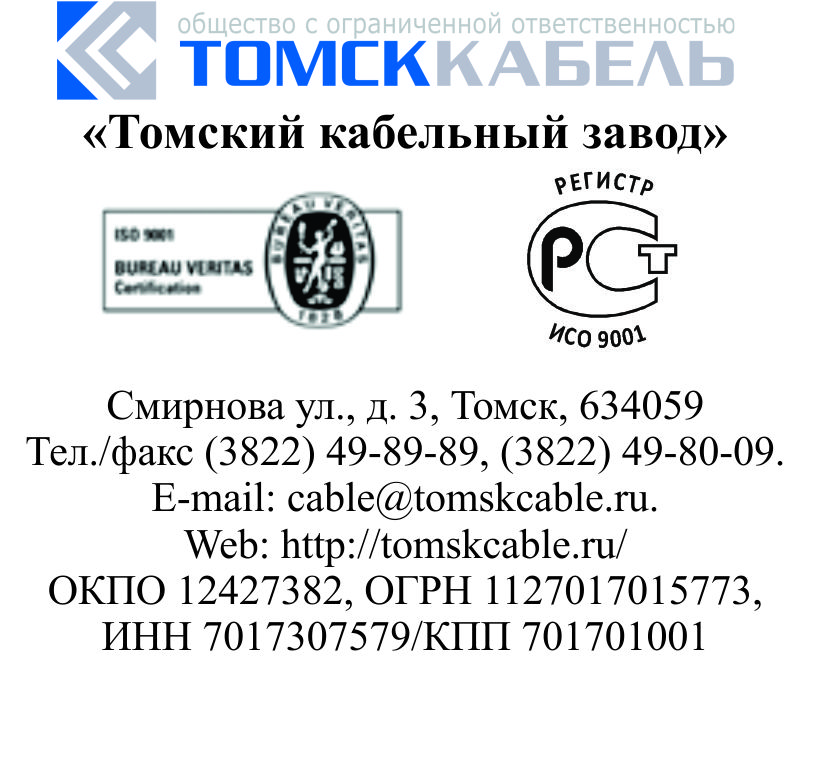 общество с ограниченной ответственностью
ТОМСККАБЕЛЬ
«Томский кабельный завод»
ISO 9001
BUREAU VERITAS
Certification
BUREAU VERITAS
1828
РЕГИСТР
РСТ
ИСО 9001
Смирнова ул., д. 3, Томск, 634059
Тел./факс (3822) 49-89-89, (3822) 49-80-09.
E-mail: cable@tomskcable.ru.
Web: http://tomskcable.ru/
ОКПО 12427382, ОГРН 1127017015773,
ИНН 7017307579/КПП 701701001